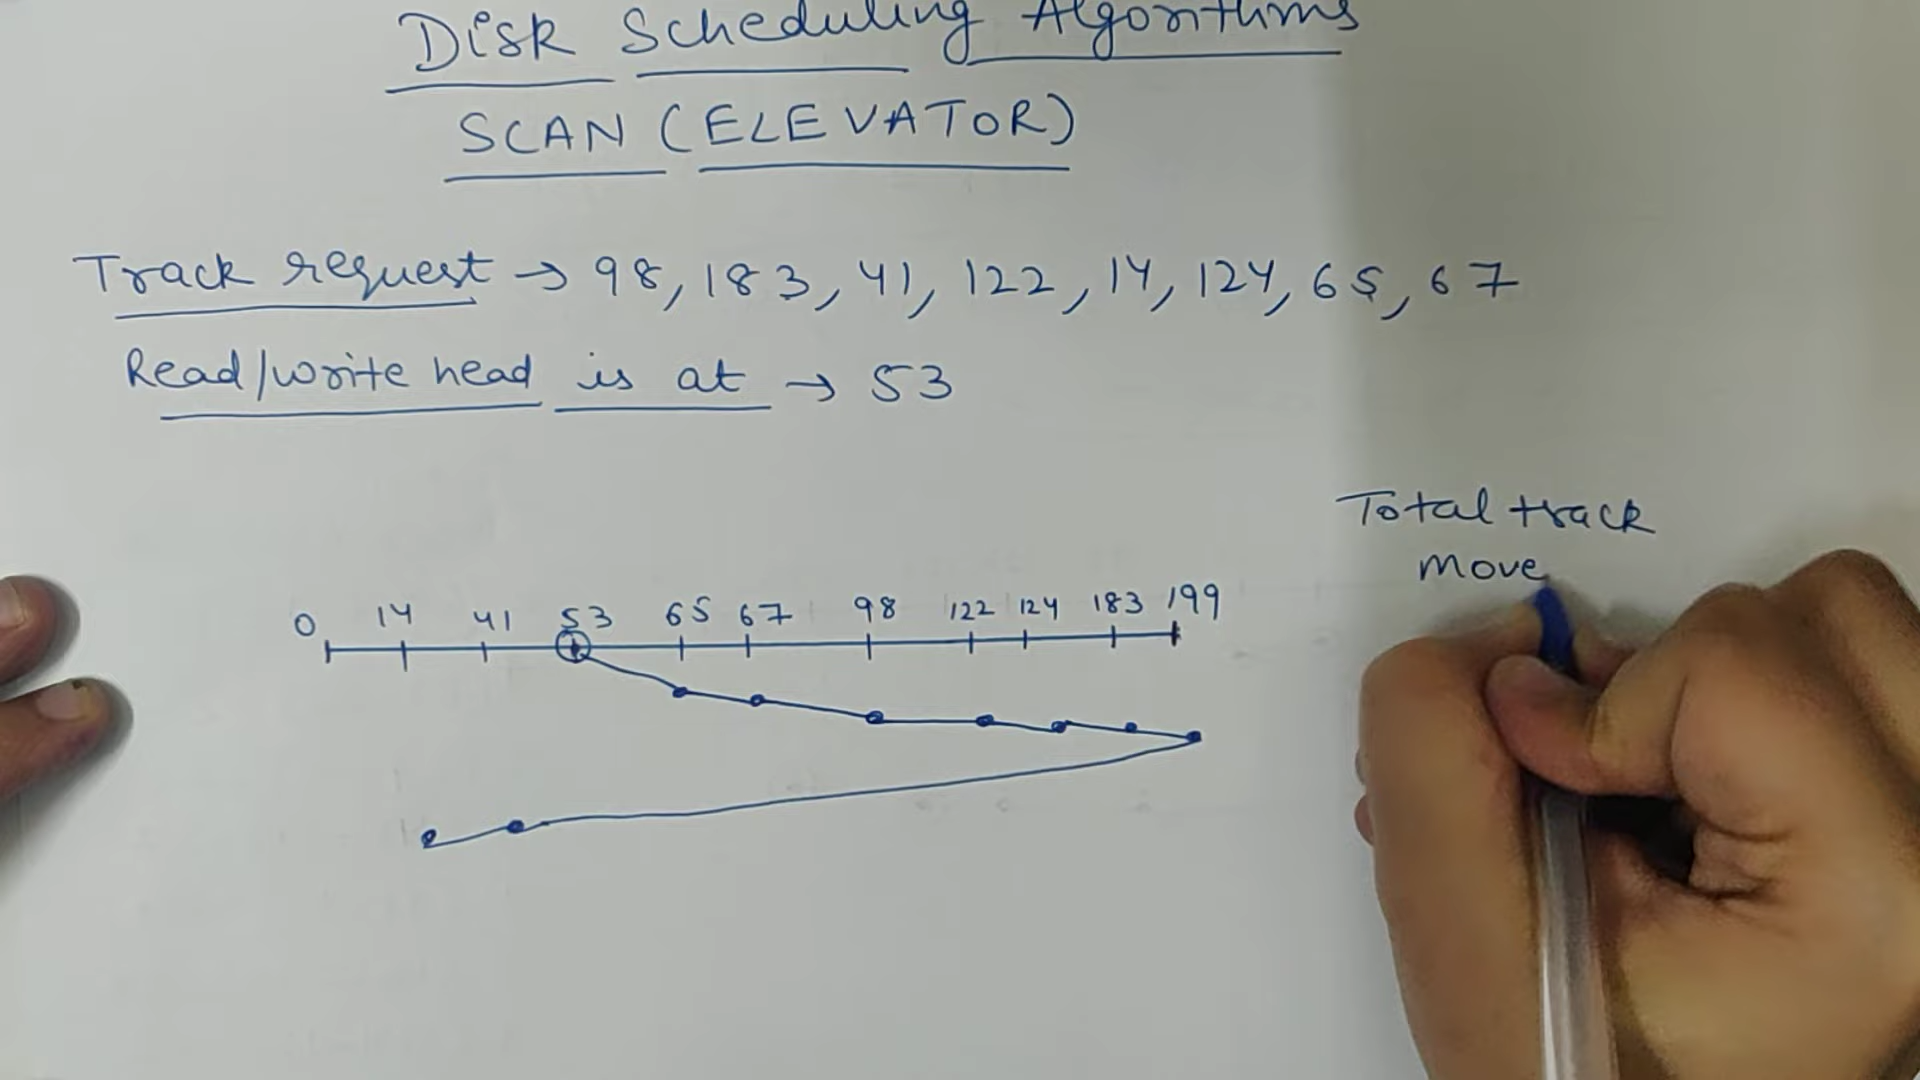 Disk Scheduling Algorithms
SCAN (ELEVATOR)
Track request → 98, 183, 41, 122, 14, 124, 65, 67
Read/write head is at → 53
Total track
move
0 14 41 53 65 67 98 122 124 183 199